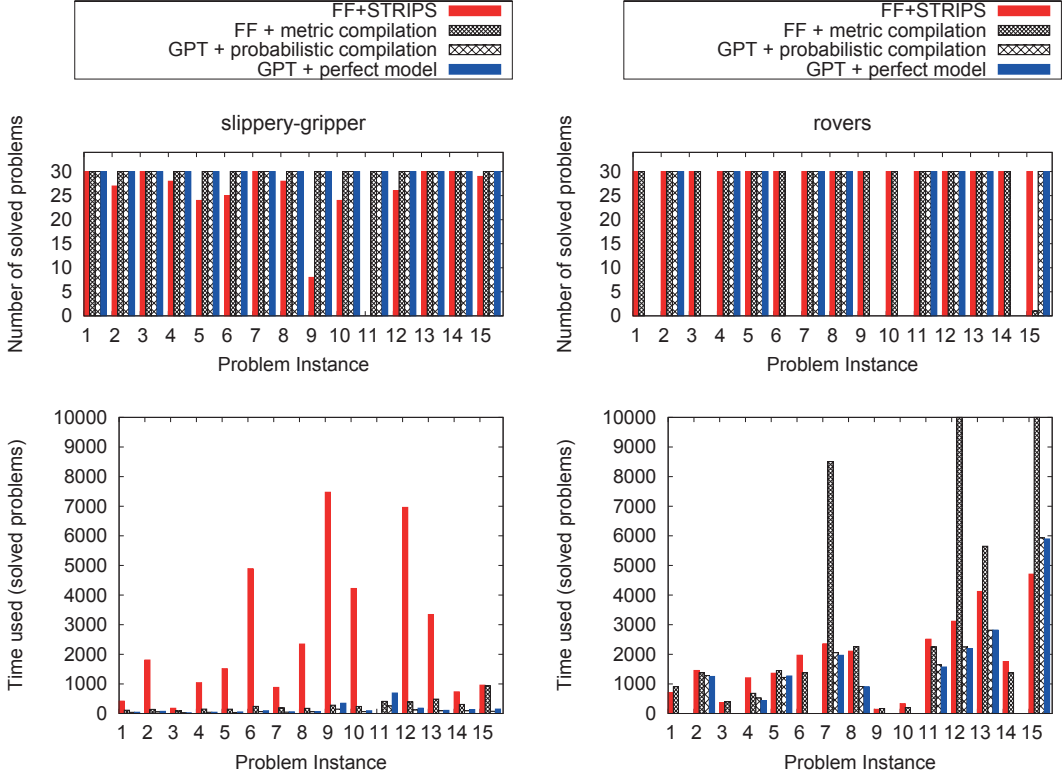 FF+STRIPS
FF + metric compilation
GPT + probabilistic compilation
GPT + perfect model
slippery-gripper
Number of solved problems
30
25
20
15
10
5
0
1 2 3 4 5 6 7 8 9 10 11 12 13 14 15
Problem Instance
FF+STRIPS
FF + metric compilation
GPT + probabilistic compilation
GPT + perfect model
rovers
Number of solved problems
30
25
20
15
10
5
0
1 2 3 4 5 6 7 8 9 10 11 12 13 14 15
Problem Instance
Time used (solved problems)
10000
9000
8000
7000
6000
5000
4000
3000
2000
1000
0
1 2 3 4 5 6 7 8 9 10 11 12 13 14 15
Problem Instance
Time used (solved problems)
10000
9000
8000
7000
6000
5000
4000
3000
2000
1000
0
1 2 3 4 5 6 7 8 9 10 11 12 13 14 15
Problem Instance